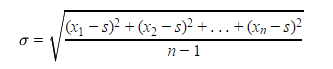 σ = √((x₁ − s)² + (x₂ − s)² + . . . + (xₙ − s)² / n − 1)